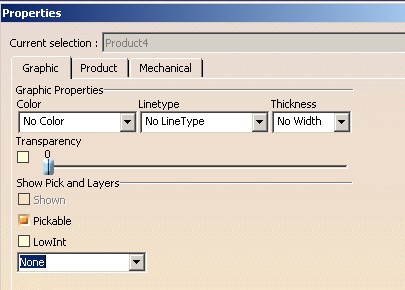 Properties
Current selection : Product4
Graphic Product Mechanical
Graphic Properties
Color Linetype Thickness
No Color No LineType No Width
Transparency
0
Show Pick and Layers
Shown
Pickable
LowInt
None